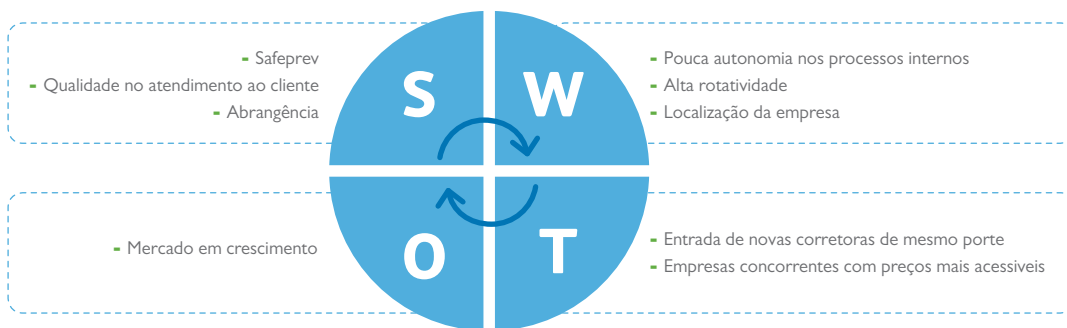 - Safeprev
- Qualidade no atendimento ao cliente
- Abrangência
S
W
- Pouca autonomia nos processos internos
- Alta rotatividade
- Localização da empresa
- Mercado em crescimento
O
T
- Entrada de novas corretoras de mesmo porte
- Empresas concorrentes com preços mais acessiveis